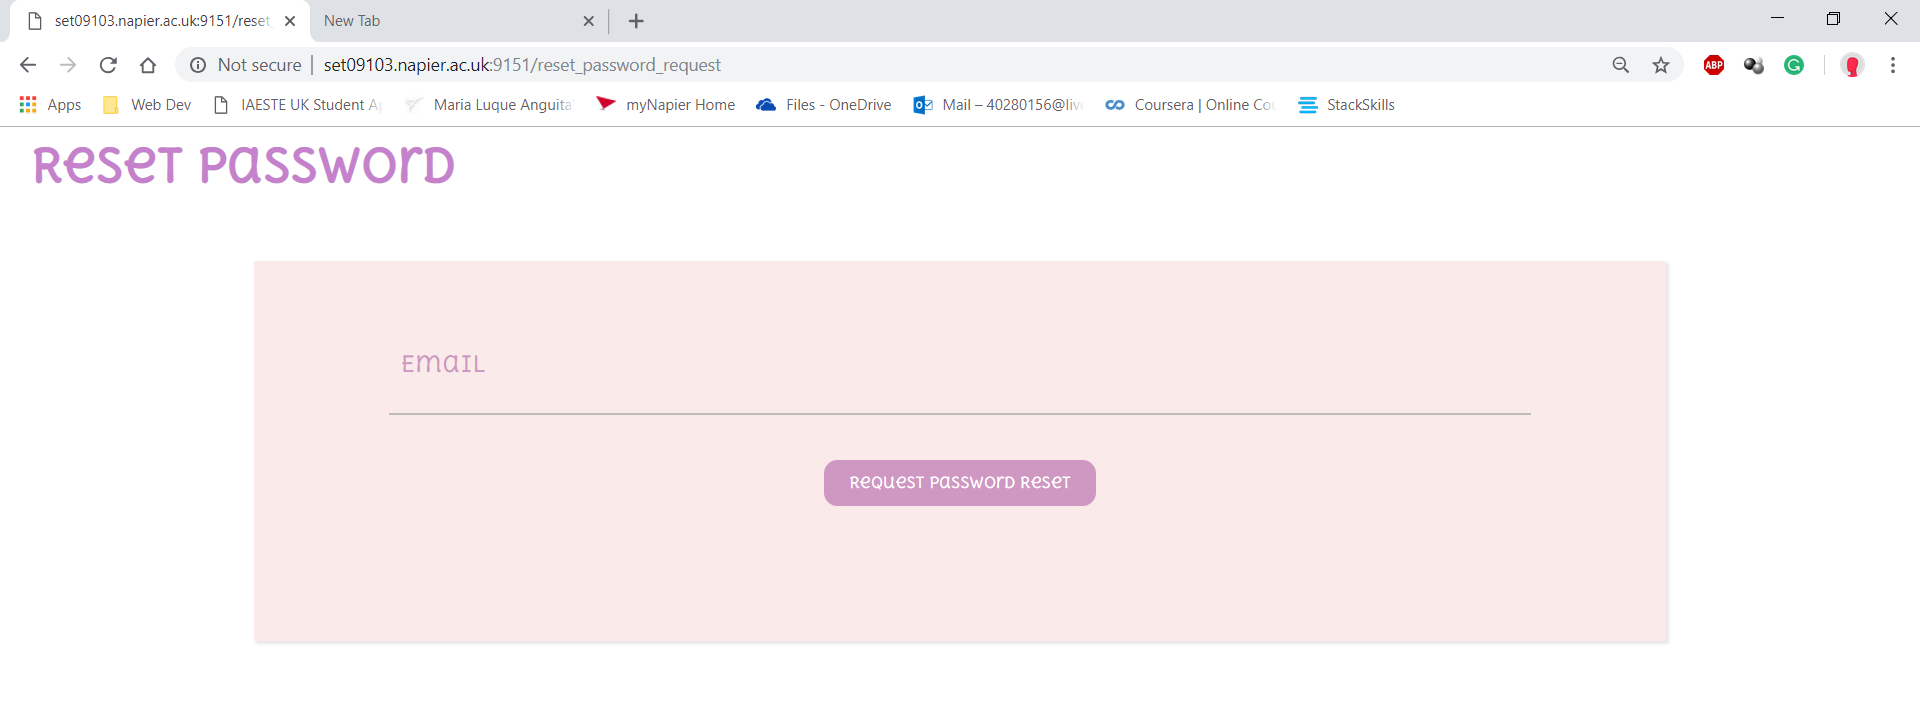 set09103.napier.ac.uk:9151/reset
New Tab
Not secure
set09103.napier.ac.uk:9151/reset_password_request
ABP
Apps
Web Dev
IAESTE UK Student A
Maria Luque Anguita
myNapier Home
Files - OneDrive
Mail – 40280156@liv
Coursera | Online Co
StackSkills
Reset Password
Email
Request Password Reset